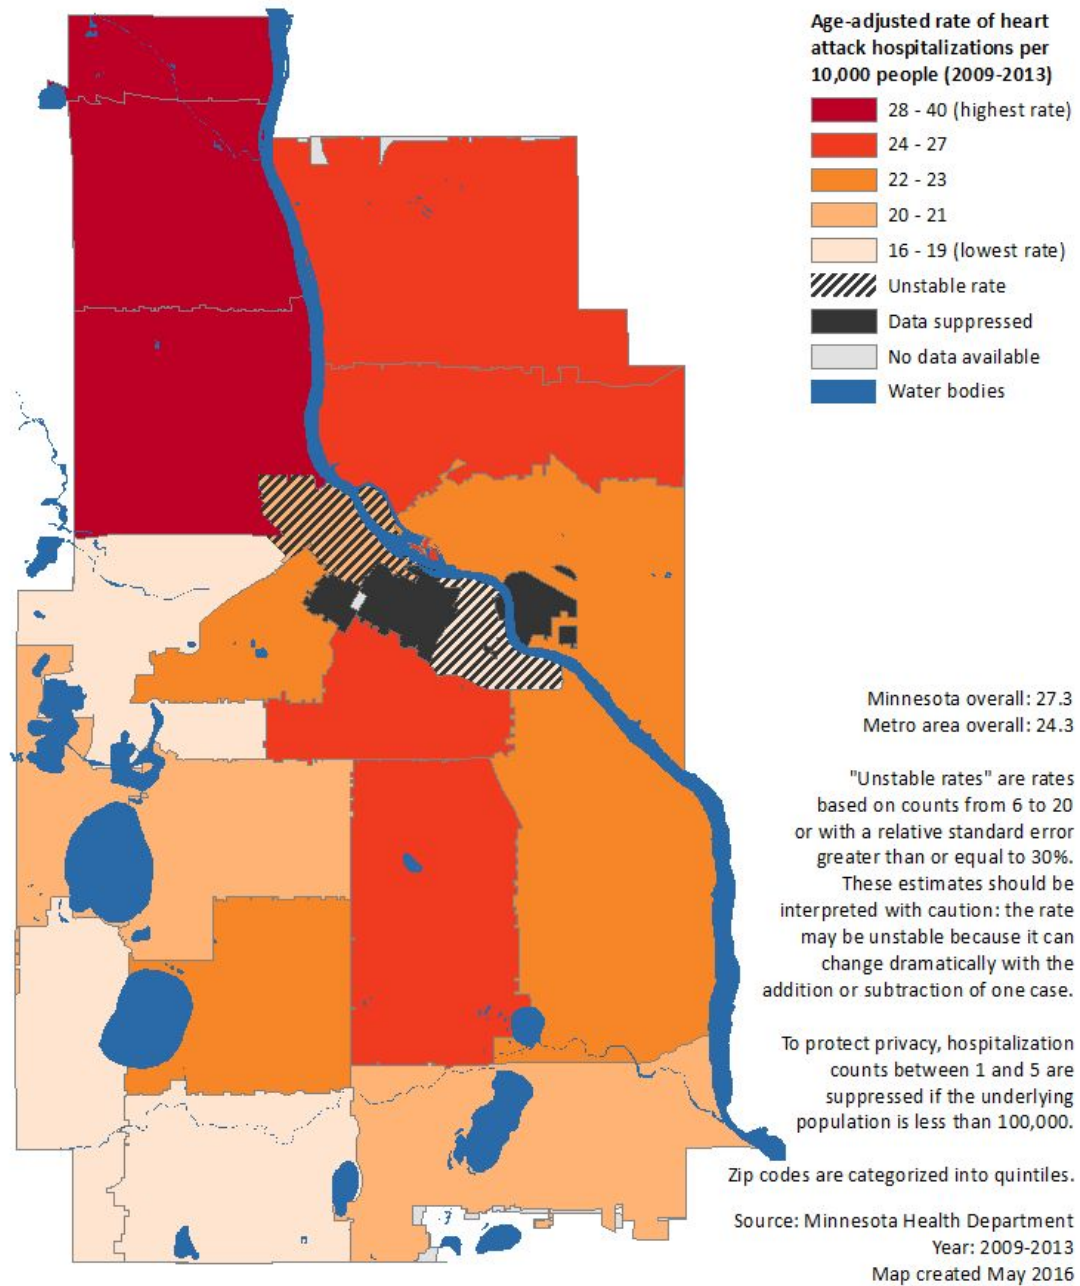 Age-adjusted rate of heart
attack hospitalizations per
10,000 people (2009-2013)
28 - 40 (highest rate)
24 - 27
22 - 23
20 - 21
16 - 19 (lowest rate)
Unstable rate
Data suppressed
No data available
Water bodies
Minnesota overall: 27.3
Metro area overall: 24.3
"Unstable rates" are rates
based on counts from 6 to 20
or with a relative standard error
greater than or equal to 30%.
These estimates should be
interpreted with caution: the rate
may be unstable because it can
change dramatically with the
addition or subtraction of one case.
To protect privacy, hospitalization
counts between 1 and 5 are
suppressed if the underlying
population is less than 100,000.
Zip codes are categorized into quintiles.
Source: Minnesota Health Department
Year: 2009-2013
Map created May 2016